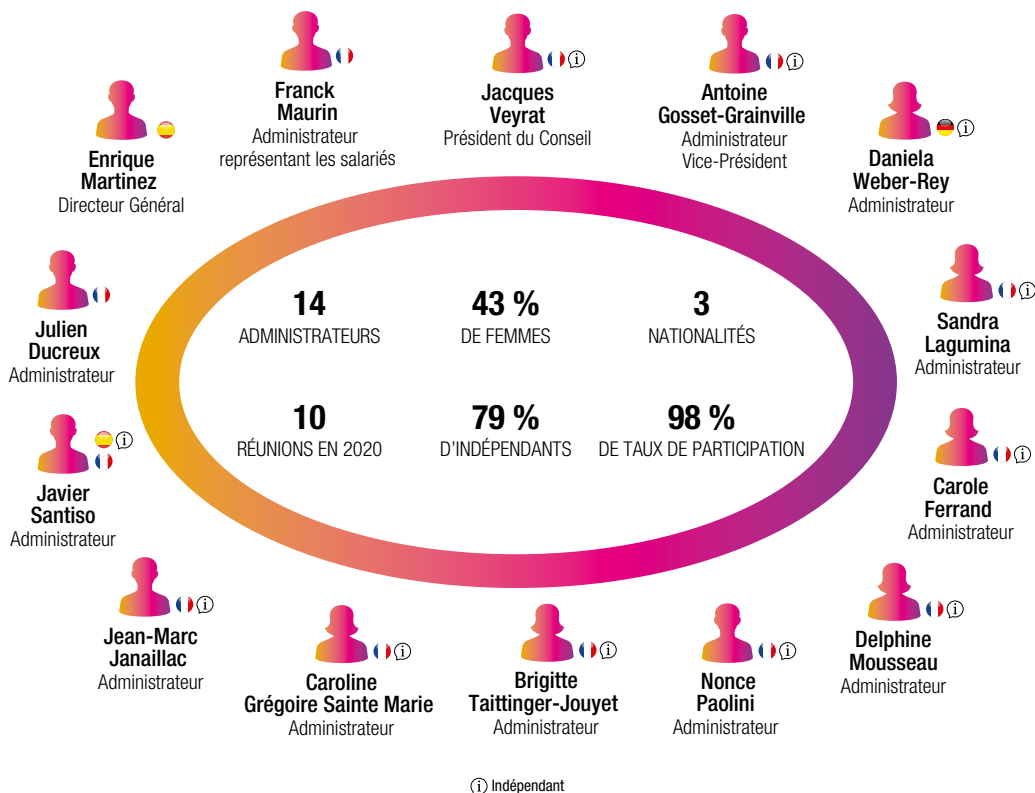 Franck
Maurin
Administrateur
représentant les salariés
Jacques
Veyrat
Président du Conseil
Antoine
Gosset-Grainville
Administrateur
Vice-Président
Enrique
Martinez
Directeur Général
Daniela
Weber-Rey
Administrateur
Julien
Ducreux
Administrateur
14
ADMINISTRATEURS
43 %
DE FEMMES
3
NATIONALITÉS
Sandra
Lagumina
Administrateur
10
RÉUNIONS EN 2020
79 %
D'INDÉPENDANTS
98 %
DE TAUX DE PARTICIPATION
Javier
Santiso
Administrateur
Carole
Ferrand
Administrateur
Jean-Marc
Janaillac
Administrateur
Caroline
Grégoire Sainte Marie
Administrateur
Brigitte
Taittinger-Jouyet
Administrateur
Nonce
Paolini
Administrateur
Delphine
Mousseau
Administrateur
i Indépendant